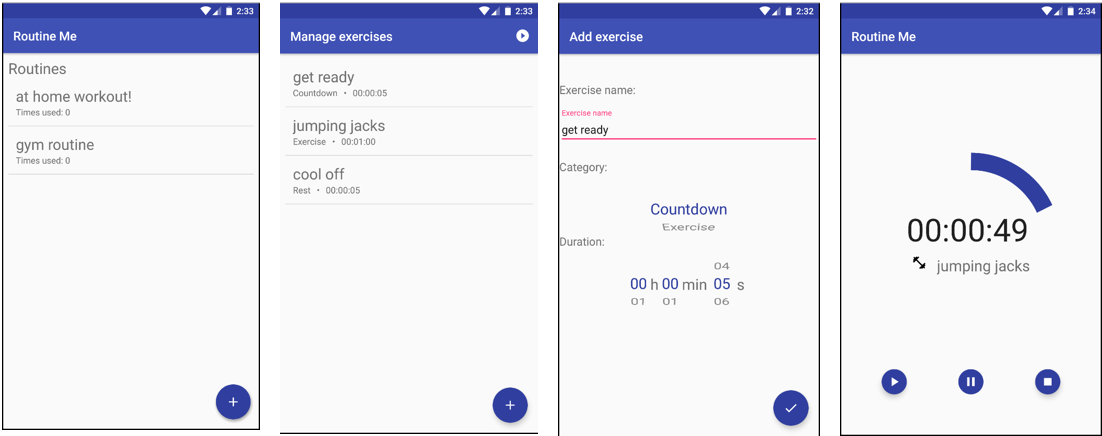 2:33
Routine Me
Routines
at home workout!
Times used: 0
gym routine
Times used: 0
2:33
Manage exercises
get ready
Countdown • 00:00:05
jumping jacks
Exercise • 00:01:00
cool off
Rest • 00:00:05
2:32
Add exercise
Exercise name:
Exercise name
get ready
Category:
Countdown
Exercise
Duration:
04
00 h 00 min 05 s
01 01 06
2:34
Routine Me
00:00:49
jumping jacks